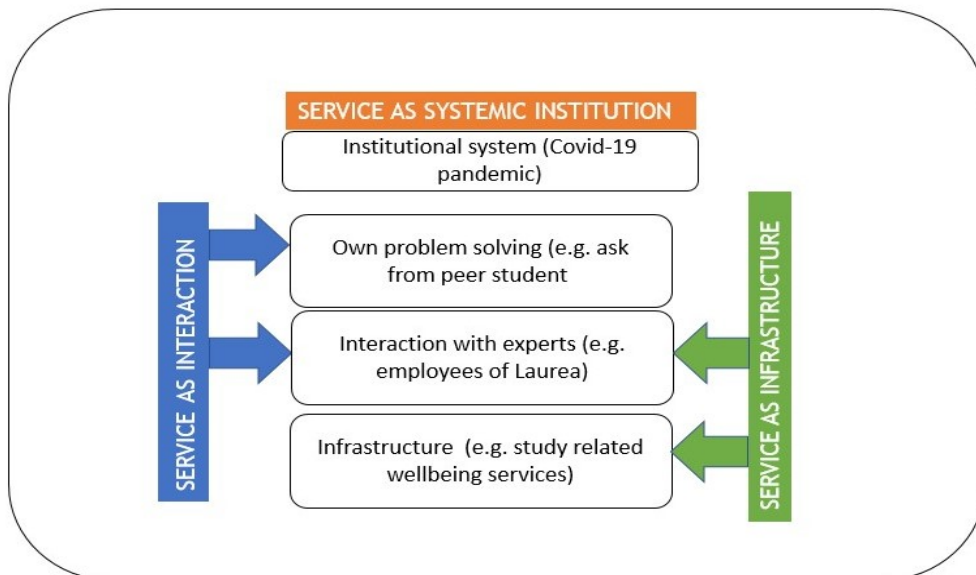 SERVICE AS SYSTEMIC INSTITUTION
Institutional system (Covid-19
pandemic)
SERVICE AS INTERACTION
Own problem solving (e.g. ask
from peer student
Interaction with experts (e.g.
employees of Laurea)
Infrastructure (e.g. study related
wellbeing services)
SERVICE AS INFRASTRUCTURE